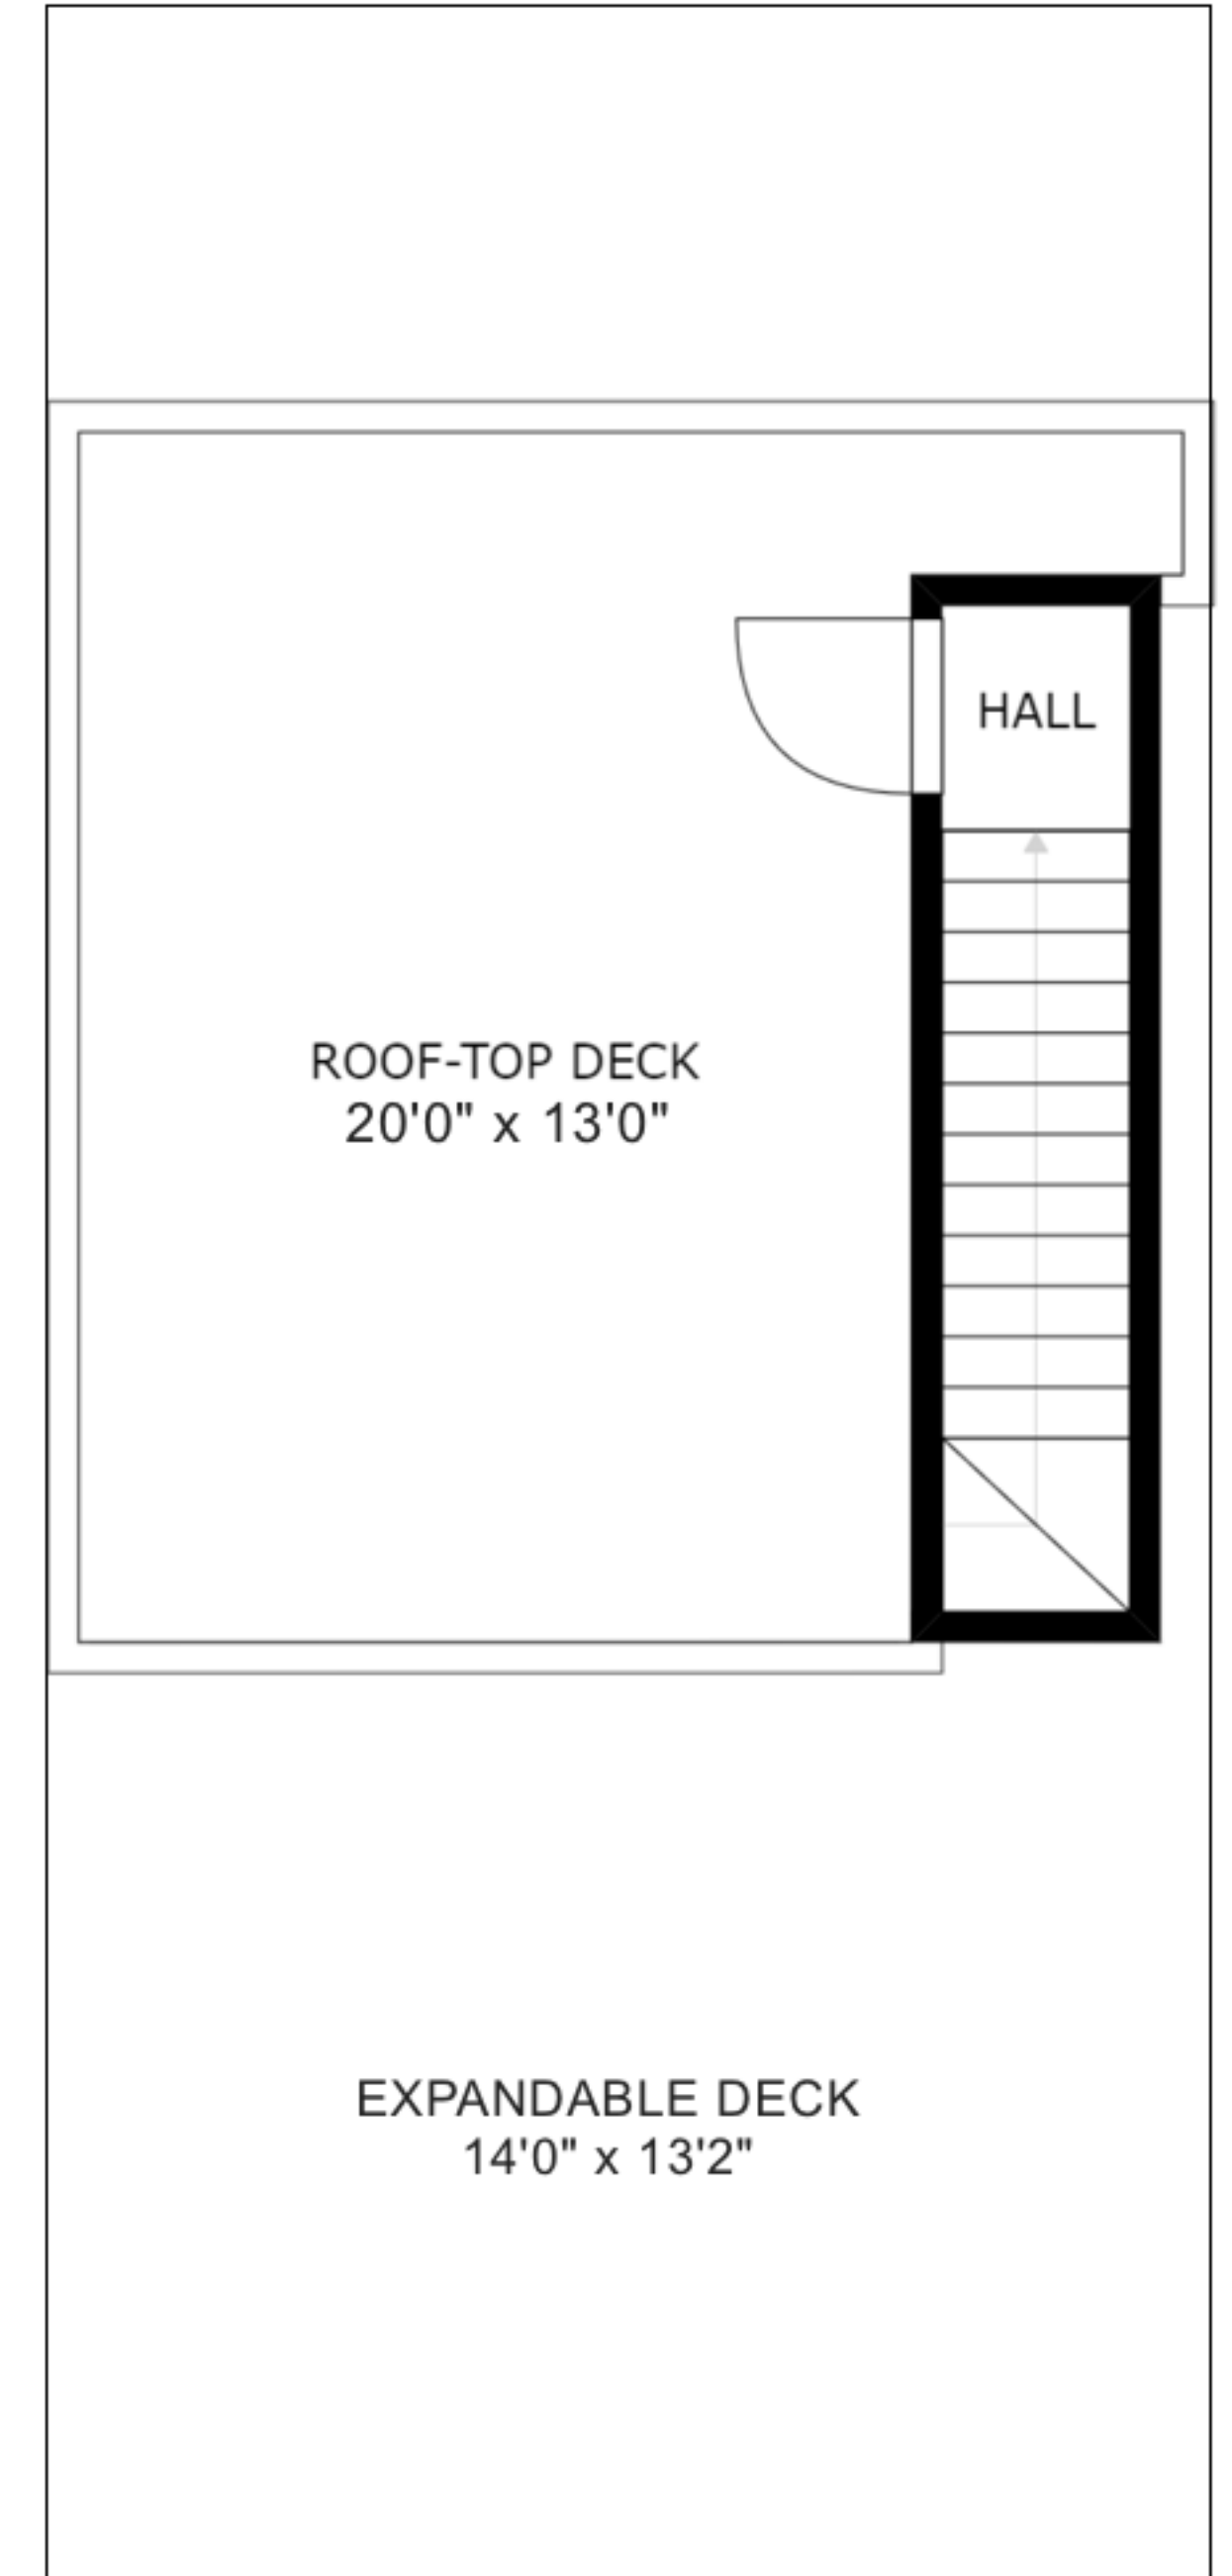 HALL
ROOF-TOP DECK
20'0" x 13'0"
EXPANDABLE DECK
14'0" x 13'2"